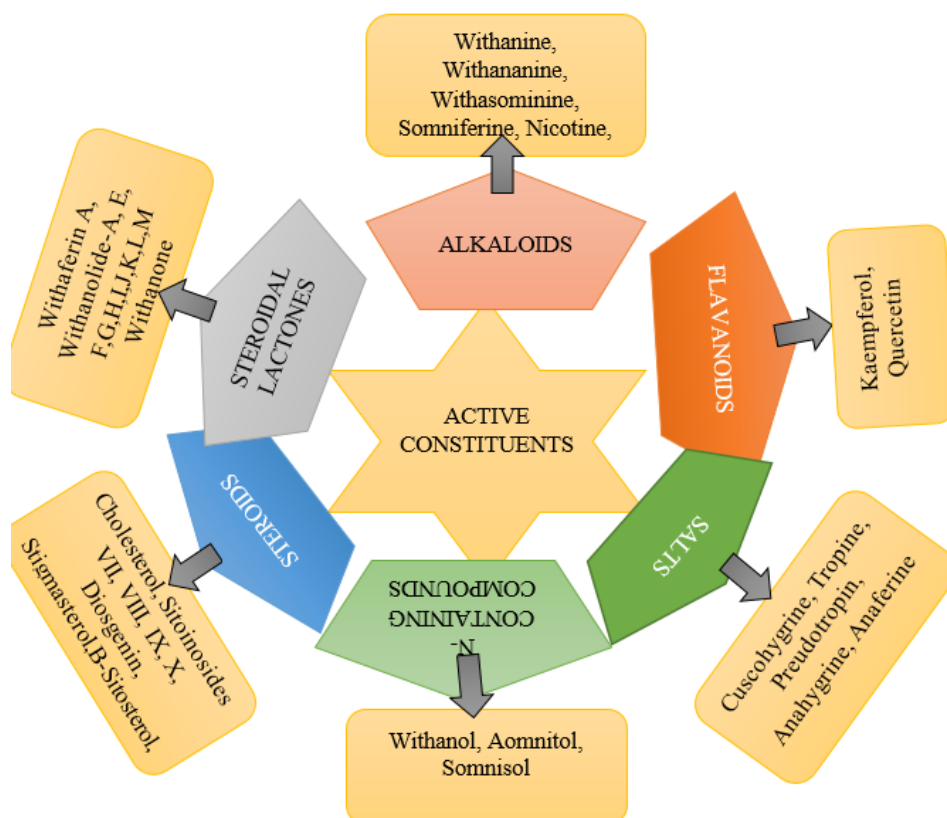 Withanine,
Withananine,
Withasominine,
Somniferine, Nicotine,
ALKALOIDS
FLAVANOIDS
Kaempferol,
Quercetin
SALTS
Cuscohygrine, Tropine,
Preudotropin,
Anahygrine, Anaferine
N-
CONTAINING
COMPOUNDS
Withanol, Aomnitol,
Somnisol
STEROIDS
Cholesterol, Sitoinosides
VII, VIII, IX, X,
Diosgenin,
Stigmasterol,B-Sitosterol,
STEROIDAL
LACTONES
Withaferin A,
Withanolide-A, E,
F,G,H,I,J,K,L,M
Withanone
ACTIVE
CONSTITUENTS